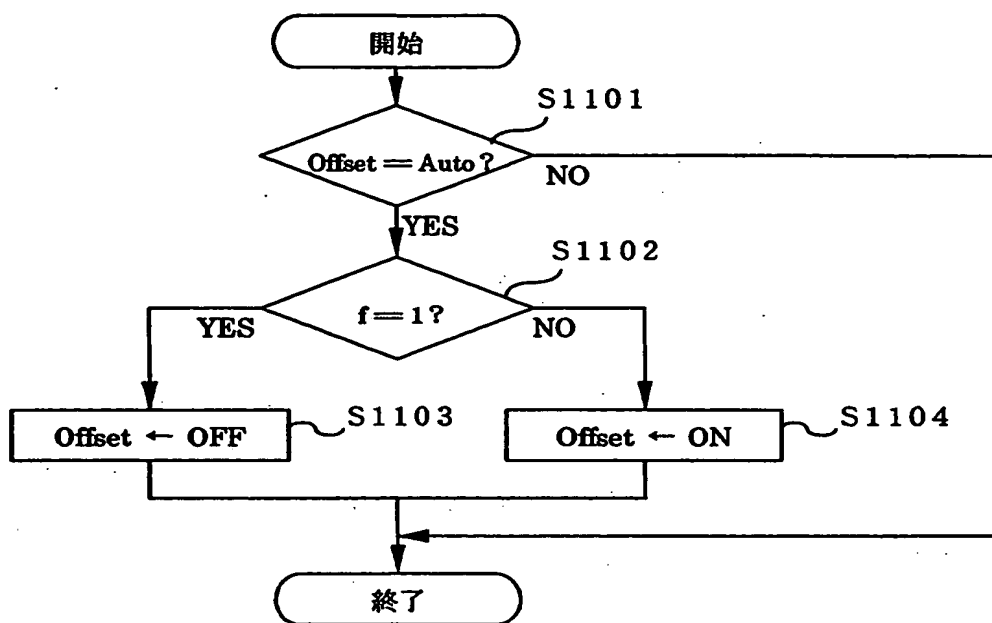 開始
S1101
Offset = Auto?
NO
YES
S1102
f = 1?
YES
NO
Offset ← OFF
S1103
Offset ← ON
S1104
終了